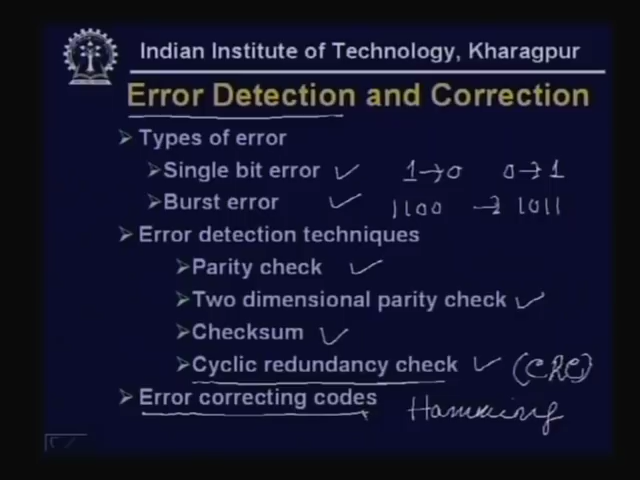 Indian Institute of Technology, Kharagpur
Error Detection and Correction
Types of error
Single bit error ✓ 1→0 0→1
Burst error ✓ 1100 → 1011
Error detection techniques
Parity check ✓
Two dimensional parity check ✓
Checksum ✓
Cyclic redundancy check ✓ (CRC)
Error correcting codes Hamming